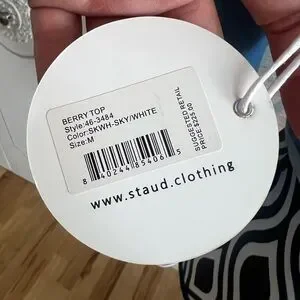 BERRY TOP
Style:46-3484
Color:SKWH-SKY/WHITE
Size:M
SUGGESTED RETAIL
PRICE $225.00
8 40244 85406 5
www.staud.clothing